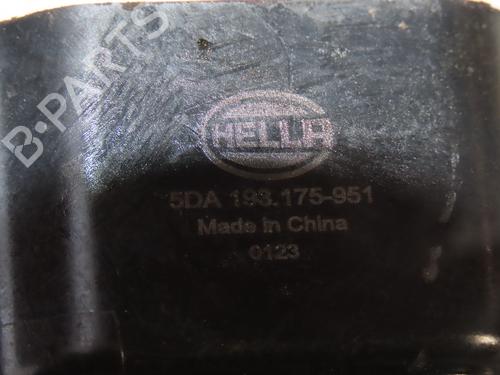 B-PARTS
HELLA
5DA 193.175-951
Made in China
0123